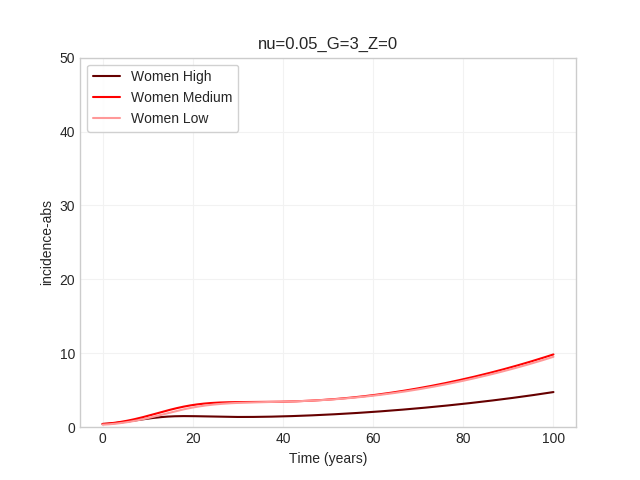 nu=0.05_G=3_Z=0
Women High
Women Medium
Women Low
incidence-abs
50
40
30
20
10
0
0 20 40 60 80 100
Time (years)